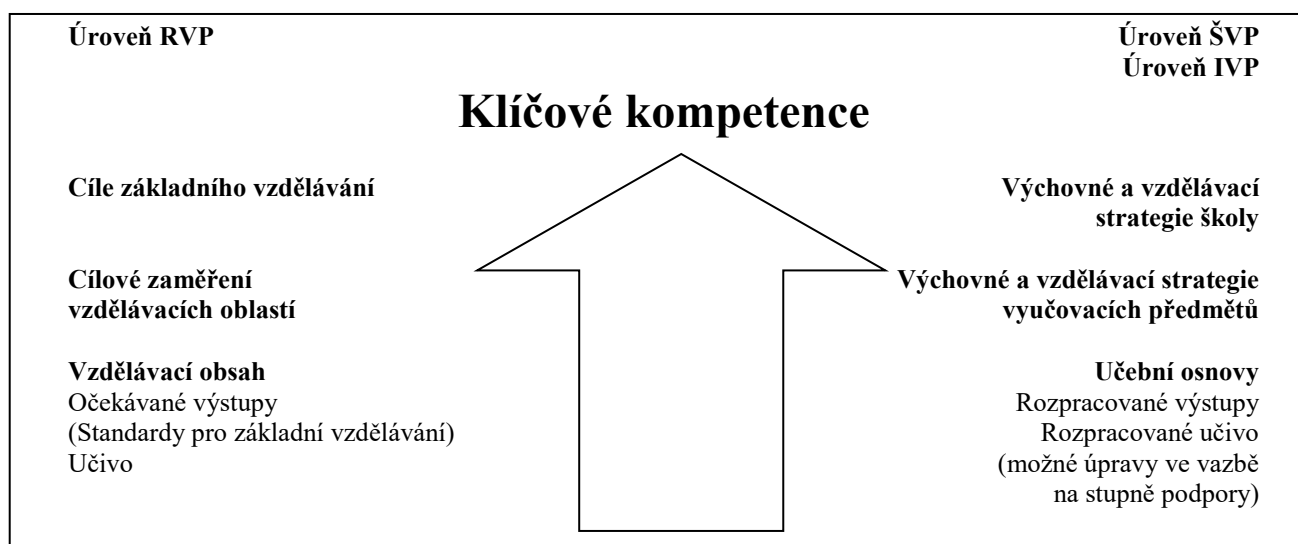 Úroveň RVP
Úroveň ŠVP
Úroveň IVP
Klíčové kompetence
Cíle základního vzdělávání
Výchovné a vzdělávací
strategie školy
Cílové zaměření
vzdělávacích oblastí
Výchovné a vzdělávací strategie
vyučovacích předmětů
Vzdělávací obsah
Očekávané výstupy
(Standardy pro základní vzdělávání)
Učivo
Učební osnovy
Rozpracované výstupy
Rozpracované učivo
(možné úpravy ve vazbě
na stupně podpory)